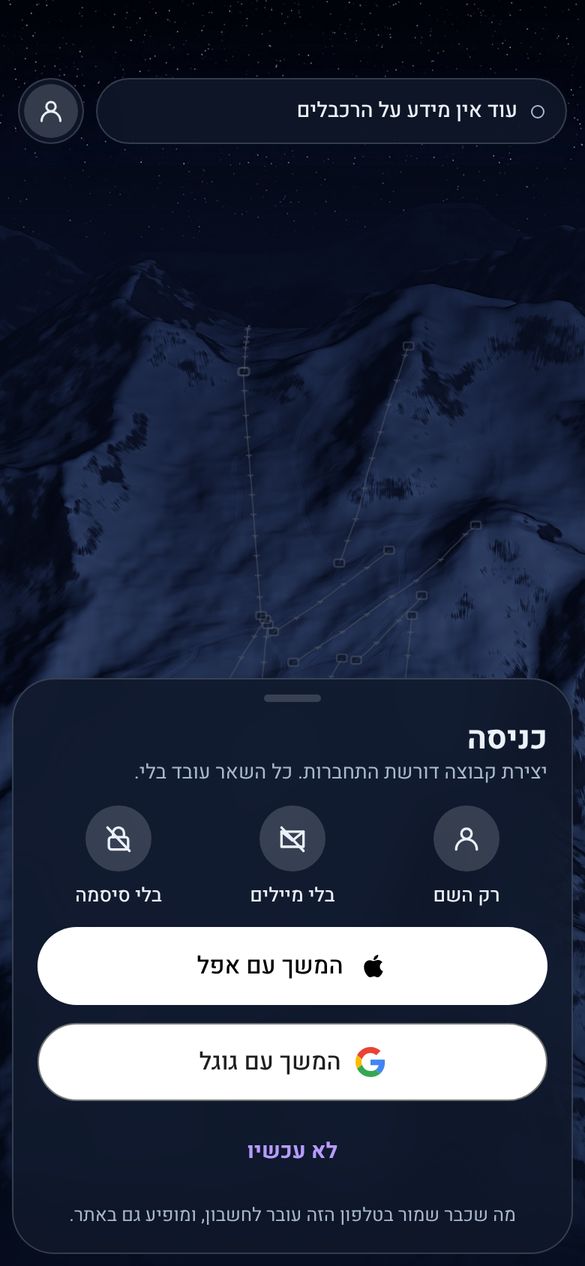 עוד אין מידע על הרכבלים
כניסה
יצירת קבוצה דורשת התחברות. כל השאר עובד בלי.
רק השם
בלי מיילים
בלי סיסמה
המשך עם אפל
המשך עם גוגל
לא עכשיו
מה שכבר שמור בטלפון הזה עובר לחשבון, ומופיע גם באתר.